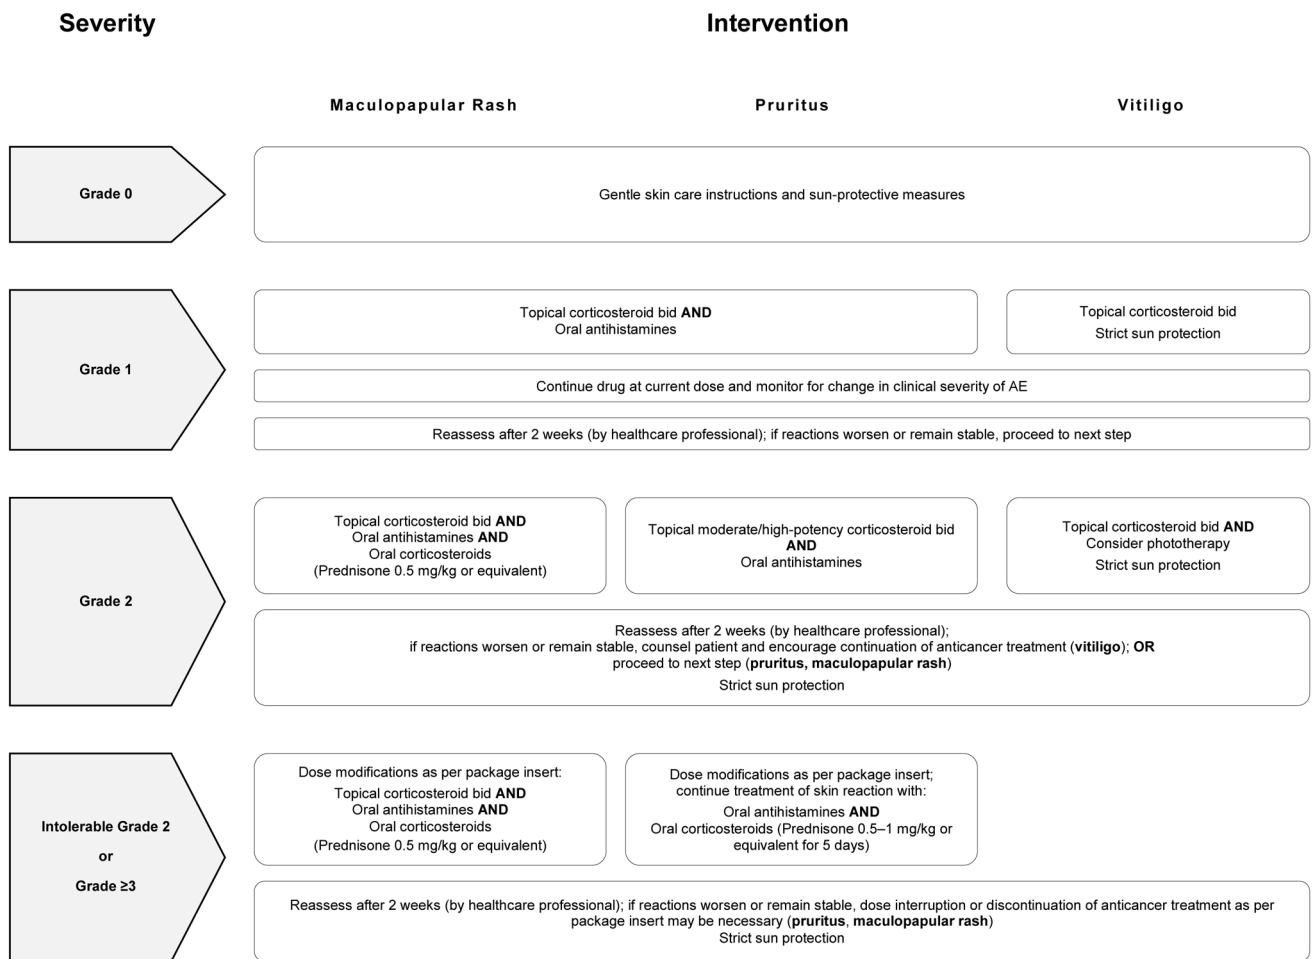 Severity
Intervention
Maculopapular Rash
Pruritus
Vitiligo
Grade 0
Gentle skin care instructions and sun-protective measures
Grade 1
Topical corticosteroid bid AND
Oral antihistamines
Topical corticosteroid bid
Strict sun protection
Continue drug at current dose and monitor for change in clinical severity of AE
Reassess after 2 weeks (by healthcare professional); if reactions worsen or remain stable, proceed to next step
Grade 2
Topical corticosteroid bid AND
Oral antihistamines AND
Oral corticosteroids
(Prednisone 0.5 mg/kg or equivalent)
Topical moderate/high-potency corticosteroid bid
AND
Oral antihistamines
Topical corticosteroid bid AND
Consider phototherapy
Strict sun protection
Reassess after 2 weeks (by healthcare professional);
if reactions worsen or remain stable, counsel patient and encourage continuation of anticancer treatment (vitiligo); OR
proceed to next step (pruritus, maculopapular rash)
Strict sun protection
Intolerable Grade 2
or
Grade ≥3
Dose modifications as per package insert:
Topical corticosteroid bid AND
Oral antihistamines AND
Oral corticosteroids
(Prednisone 0.5 mg/kg or equivalent)
Dose modifications as per package insert;
continue treatment of skin reaction with:
Oral antihistamines AND
Oral corticosteroids (Prednisone 0.5–1 mg/kg or
equivalent for 5 days)
Reassess after 2 weeks (by healthcare professional); if reactions worsen or remain stable, dose interruption or discontinuation of anticancer treatment as per
package insert may be necessary (pruritus, maculopapular rash)
Strict sun protection